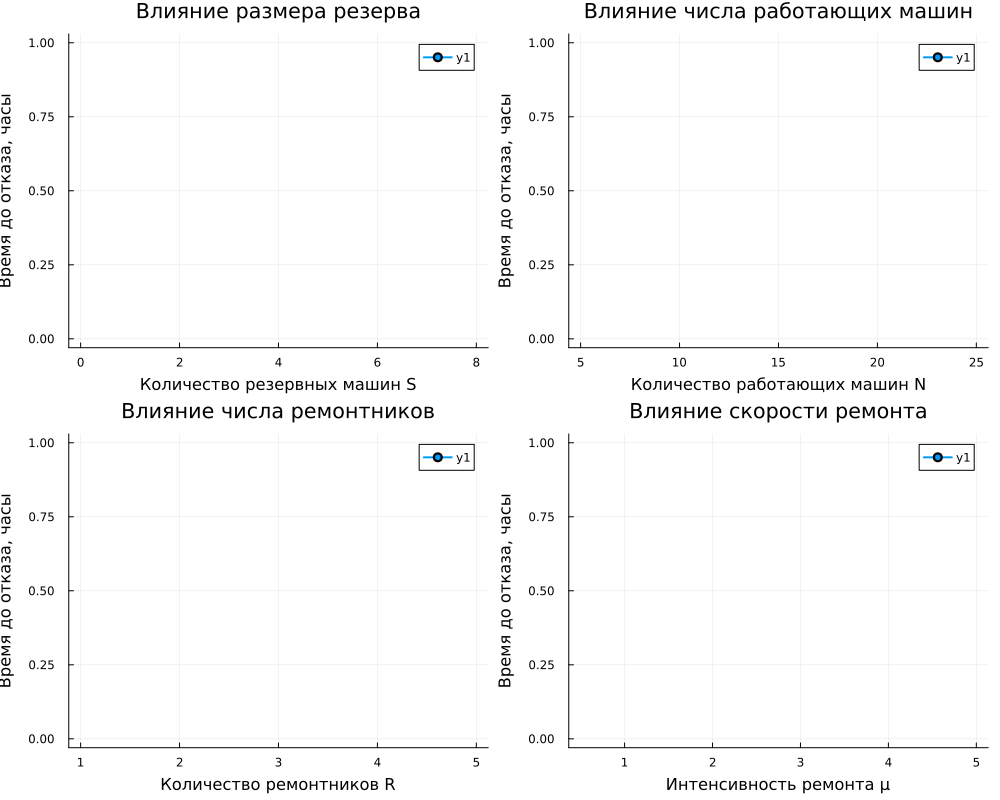 Влияние размера резерва
1.00
0.75
0.50
0.25
0.00
Время до отказа, часы
y1
0 2 4 6 8
Количество резервных машин S
Влияние числа работающих машин
1.00
0.75
0.50
0.25
0.00
Время до отказа, часы
y1
5 10 15 20 25
Количество работающих машин N
Влияние числа ремонтников
1.00
0.75
0.50
0.25
0.00
Время до отказа, часы
y1
1 2 3 4 5
Количество ремонтников R
Влияние скорости ремонта
1.00
0.75
0.50
0.25
0.00
Время до отказа, часы
y1
1 2 3 4 5
Интенсивность ремонта μ